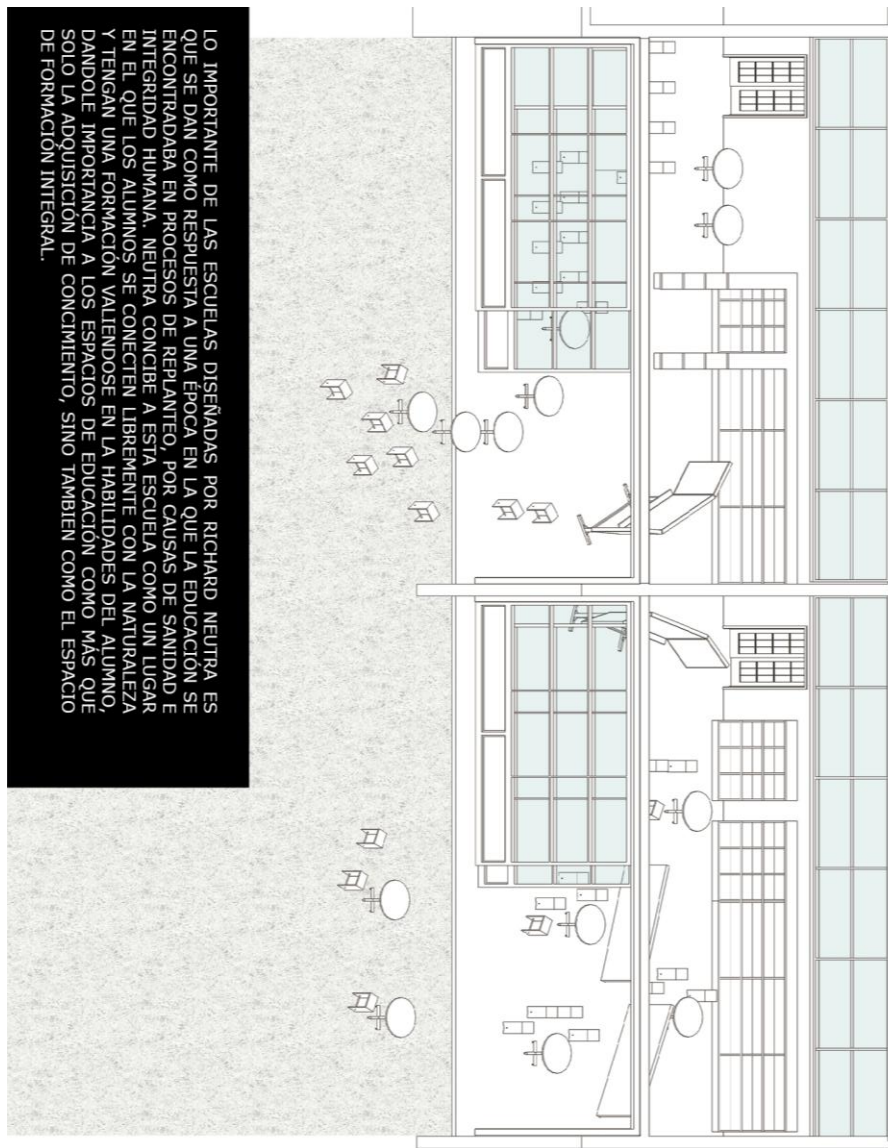 LO IMPORTANTE DE LAS ESCUELAS DISEÑADAS POR RICHARD NEUTRA ES
QUE SE DAN COMO RESPUESTA A UNA ÉPOCA EN LA QUE LA EDUCACIÓN SE
ENCONTRADABA EN PROCESOS DE REPLANTEO, POR CAUSAS DE SANIDAD E
INTEGRIDAD HUMANA. NEUTRA CONCIBE A ESTA ESCUELA COMO UN LUGAR
EN EL QUE LOS ALUMNOS SE CONECTEN LIBREMENTE CON LA NATURALEZA
Y TENGAN UNA FORMACIÓN VALIENDOSE EN LA HABILIDADES DEL ALUMNO,
DANDOLE IMPORTANCIA A LOS ESPACIOS DE EDUCACIÓN COMO MÁS QUE
SOLO LA ADQUISICIÓN DE CONCIMIENTO, SINO TAMBIEN COMO EL ESPACIO
DE FORMACIÓN INTEGRAL.